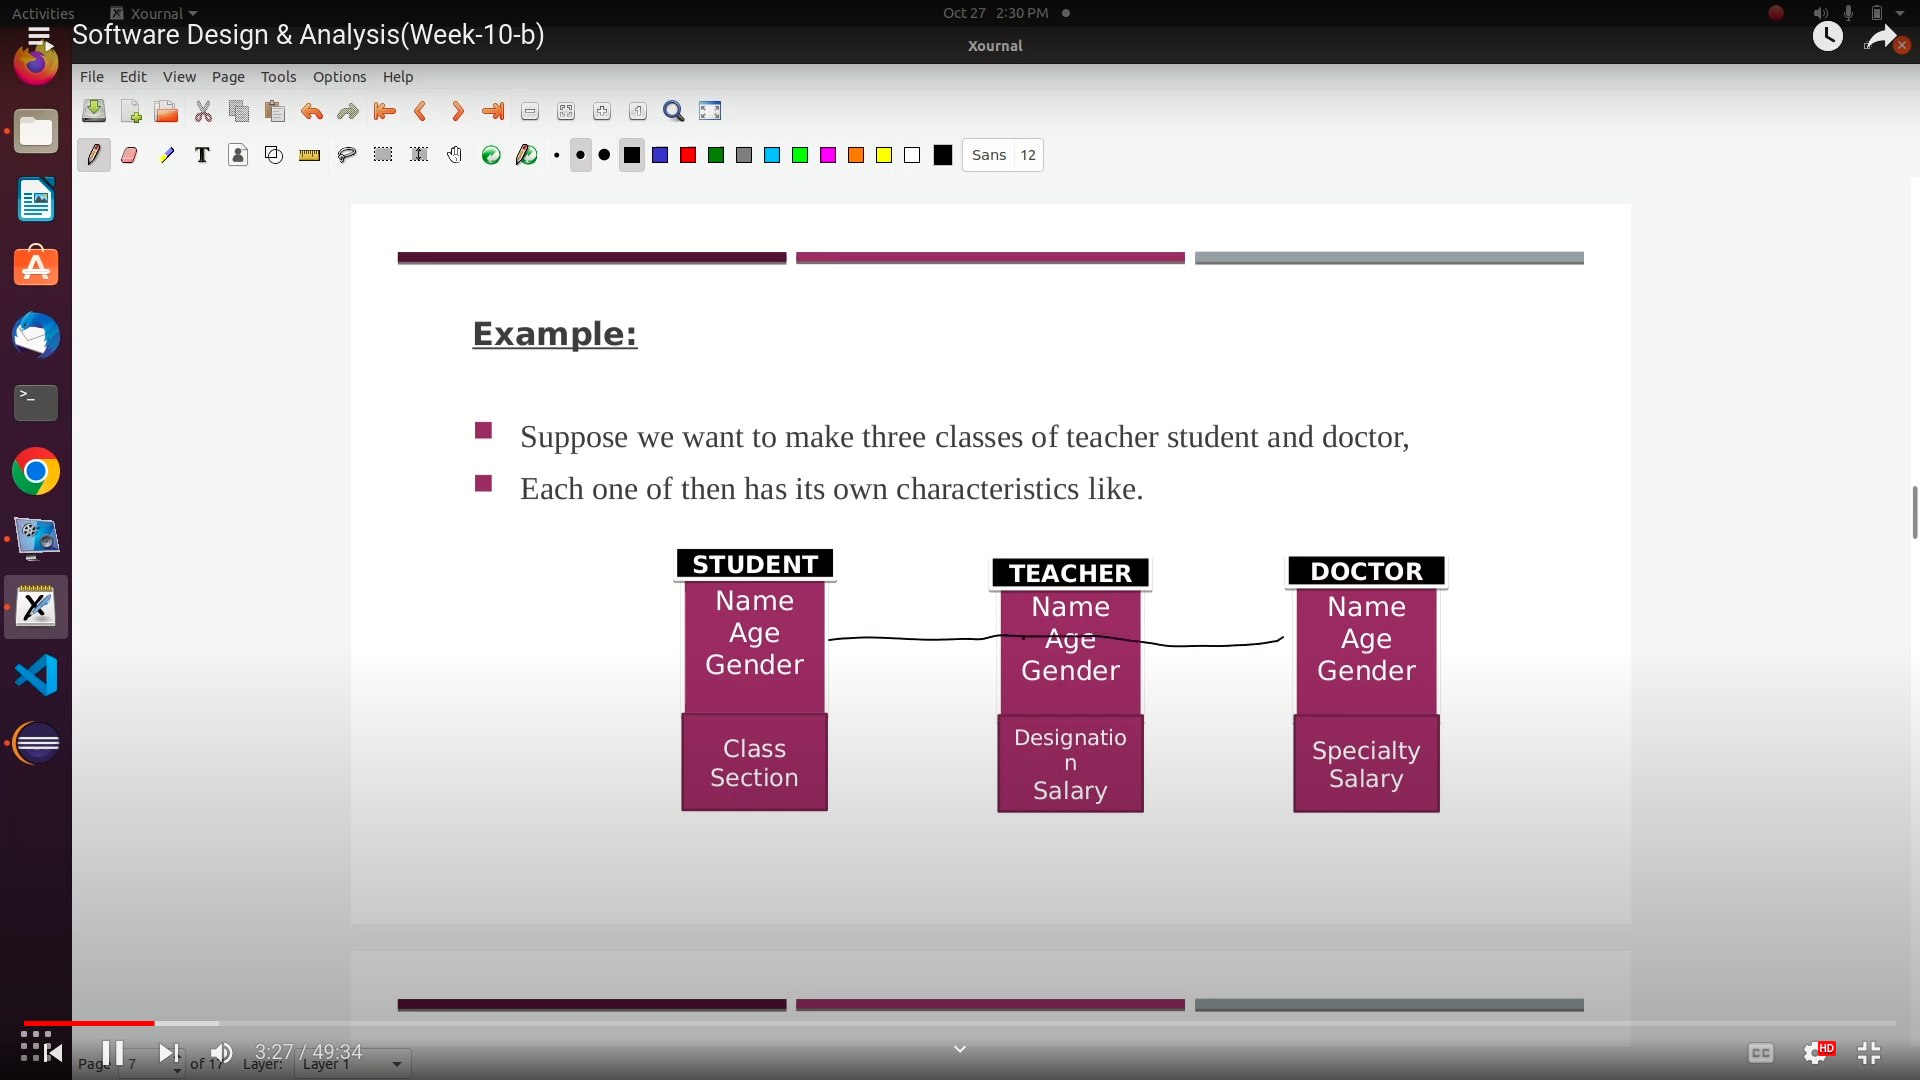 Activities Xournal Oct 27 2:30 PM
Software Design & Analysis(Week-10-b)
Xournal
File Edit View Page Tools Options Help
Sans 12
Example:
Suppose we want to make three classes of teacher student and doctor,
Each one of then has its own characteristics like.
STUDENT
Name
Age
Gender
Class
Section
TEACHER
Name
Age
Gender
Designatio
n
Salary
DOCTOR
Name
Age
Gender
Specialty
Salary
3:27 / 49:34
CC HD
Page 7 of 17 Layer: Layer 1